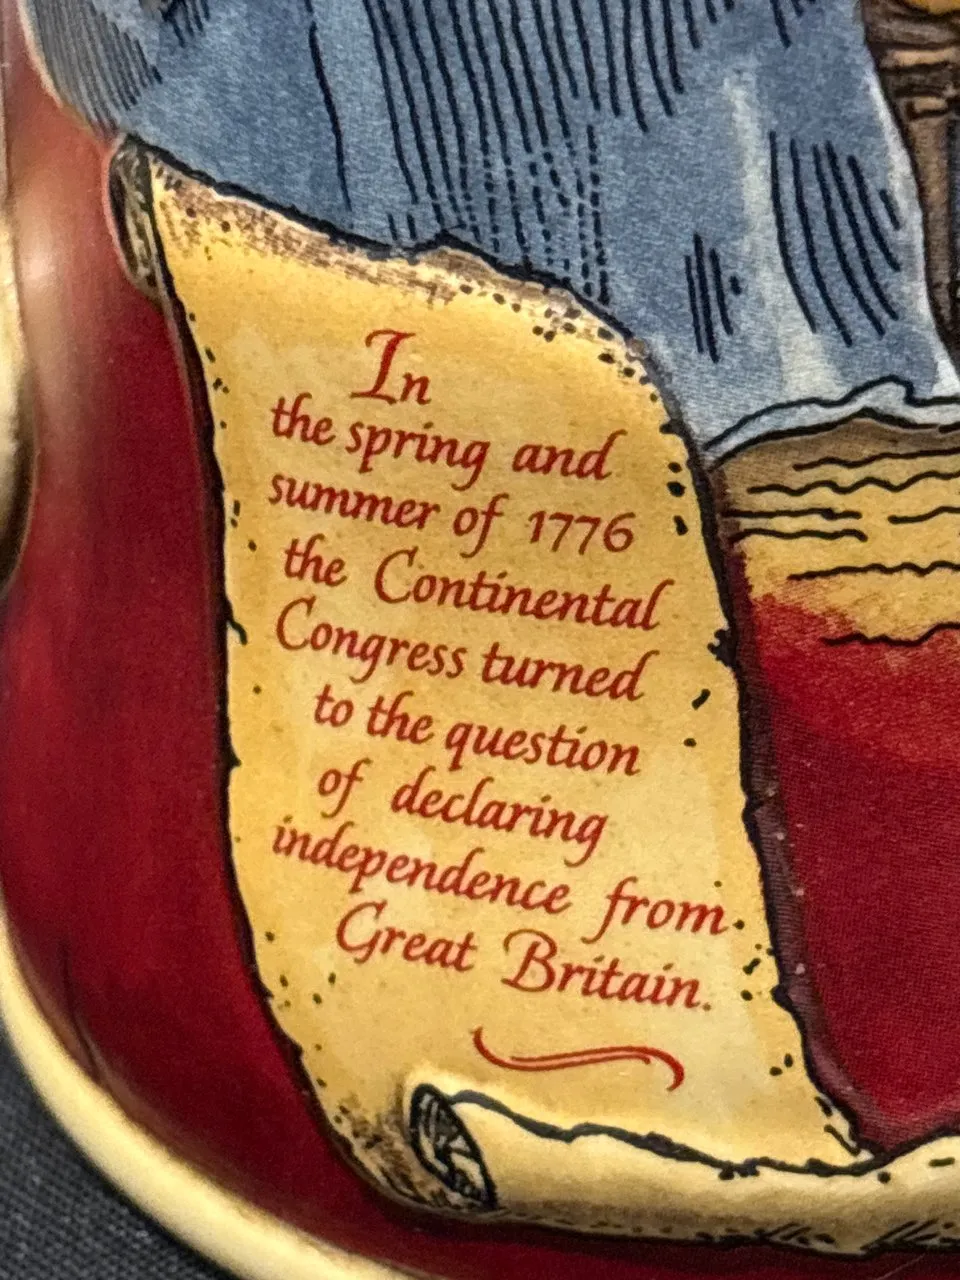 In
the spring and
summer of 1776
the Continental
Congress turned
to the question
of declaring
independence from
Great Britain.